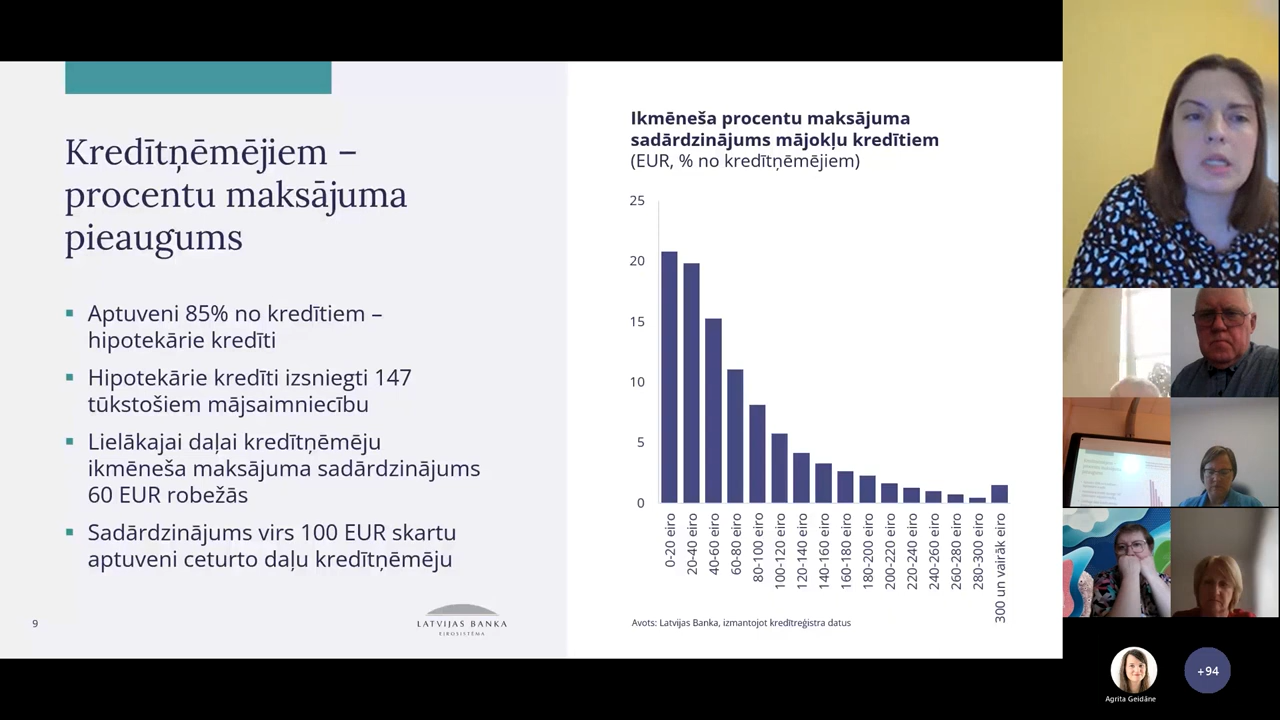 Kredītņēmējiem –
procentu maksājuma
pieaugums
▪ Aptuveni 85% no kredītiem –
hipotekārie kredīti
▪ Hipotekārie kredīti izsniegti 147
tūkstošiem mājsaimniecību
▪ Lielākajai daļai kredītņēmēju
ikmēneša maksājuma sadārdzinājums
60 EUR robežās
▪ Sadārdzinājums virs 100 EUR skartu
aptuveni ceturto daļu kredītņēmēju
9
LATVIJAS BANKA
EIROSISTĒMA
Ikmēneša procentu maksājuma
sadārdzinājums mājokļu kredītiem
(EUR, % no kredītņēmējiem)
25
20
15
10
5
0
0-20 eiro
20-40 eiro
40-60 eiro
60-80 eiro
80-100 eiro
100-120 eiro
120-140 eiro
140-160 eiro
160-180 eiro
180-200 eiro
200-220 eiro
220-240 eiro
240-260 eiro
260-280 eiro
280-300 eiro
300 un vairāk eiro
Avots: Latvijas Banka, izmantojot kredītreģistra datus
Agrita Geidāne
+94